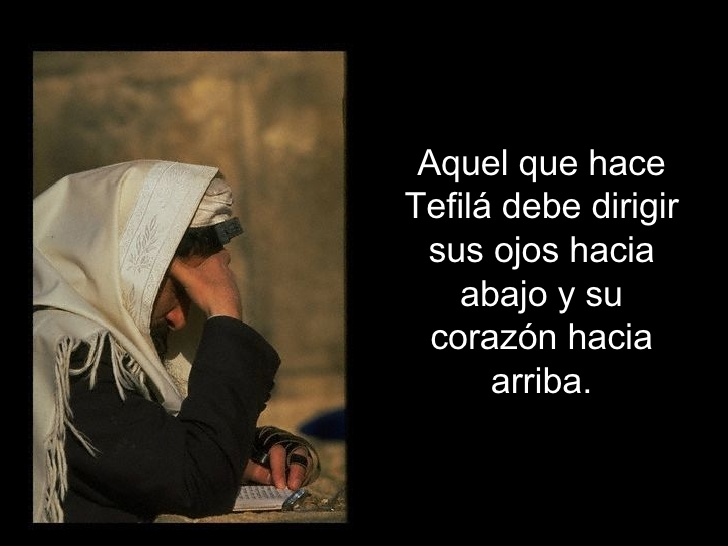 Aquel que hace
Tefilá debe dirigir
sus ojos hacia
abajo y su
corazón hacia
arriba.